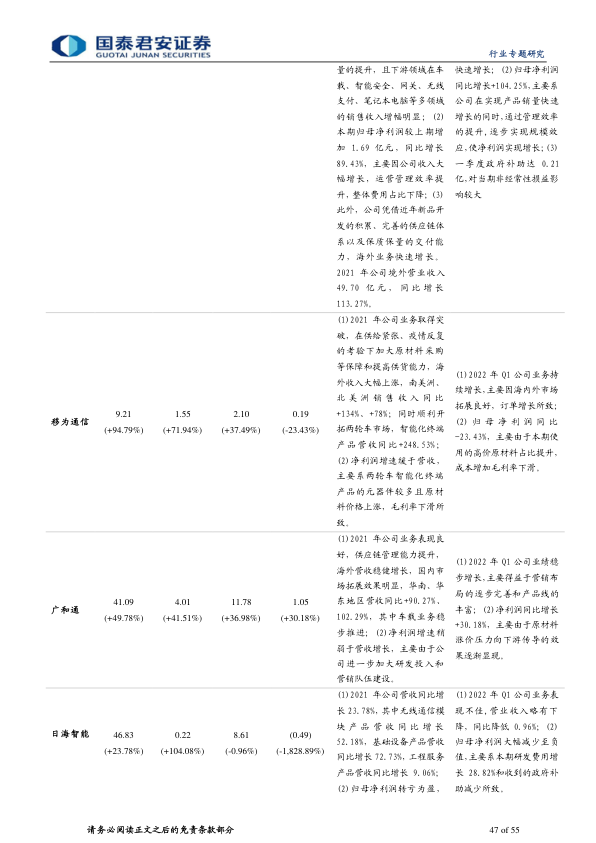 国泰君安证券
GUOTAI JUNAN SECURITIES
行业专题研究
量的提升，且下游领域在车
载、智能安全、网关、无线
支付、笔记本电脑等多领域
的销售收入增幅明显；(2)
本期归母净利润较上期增
加 1.69 亿元，同比增长
89.43%，主要因公司收入大
幅增长，运营管理效率提
升，整体费用占比下降；(3)
此外，公司凭借近年新品开
发的积累、完善的供应链体
系以及保质保量的交付能
力，海外业务快速增长。
2021 年公司境外营业收入
49.70 亿元，同比增长
113.27%。
快速增长；(2)归母净利润
同比增长+104.25%,主要系
公司在实现产品销量快速
增长的同时,通过管理效率
的提升,逐步实现规模效
应,使净利润实现增长；(3)
一季度政府补助达 0.21
亿,对当期非经常性损益影
响较大
移为通信
9.21
(+94.79%)
1.55
(+71.94%)
2.10
(+37.49%)
0.19
(-23.43%)
(1)2021 年公司业务取得突
破，在供给紧张、疫情反复
的考验下加大原材料采购
等保障和提高供货能力，海
外收入大幅上涨，南美洲、
北美洲销售收入同比
+134%、+78%；同时顺利开
拓两轮车市场，智能化终端
产品营收同比+248.53%；
(2)净利润增速缓于营收，
主要系两轮车智能化终端
产品的元器件较多且原材
料价格上涨，毛利率下滑所
致。
(1)2022 年 Q1 公司业务持
续增长,主要因海内外市场
拓展良好，订单增长所致；
(2)归母净利润同比
-23.43%，主要由于本期使
用的高价原材料占比提升,
成本增加毛利率下滑。
广和通
41.09
(+49.78%)
4.01
(+41.51%)
11.78
(+36.98%)
1.05
(+30.18%)
(1)2021 年公司业务表现良
好，供应链管理能力提升，
海外营收稳健增长，国内市
场拓展效果明显，华南、华
东地区营收同比+90.27%、
102.29%，其中车载业务稳
步推进；(2)净利润增速稍
弱于营收增长，主要由于公
司进一步加大研发投入和
营销队伍建设。
(1)2022 年 Q1 公司业绩稳
步增长,主要得益于营销布
局的逐步完善和产品线的
丰富；(2)净利润同比增长
+30.18%，主要由于原材料
涨价压力向下游传导的效
果逐渐显现。
日海智能
46.83
(+23.78%)
0.22
(+104.08%)
8.61
(-0.96%)
(0.49)
(-1,828.89%)
(1)2021 年公司营收同比增
长 23.78%,其中无线通信模
块产品营收同比增长
52.18%，基础设备产品营收
同比增长 72.73%,工程服务
产品营收同比增长 9.06%；
(2)归母净利润转亏为盈，
(1)2022 年 Q1 公司业务表
现不佳,营业收入略有下
降，同比降低 0.96%；(2)
归母净利润大幅减少至负
值,主要系本期研发费用增
长 28.82%和收到的政府补
助减少所致。
请务必阅读正文之后的免责条款部分
47 of 55